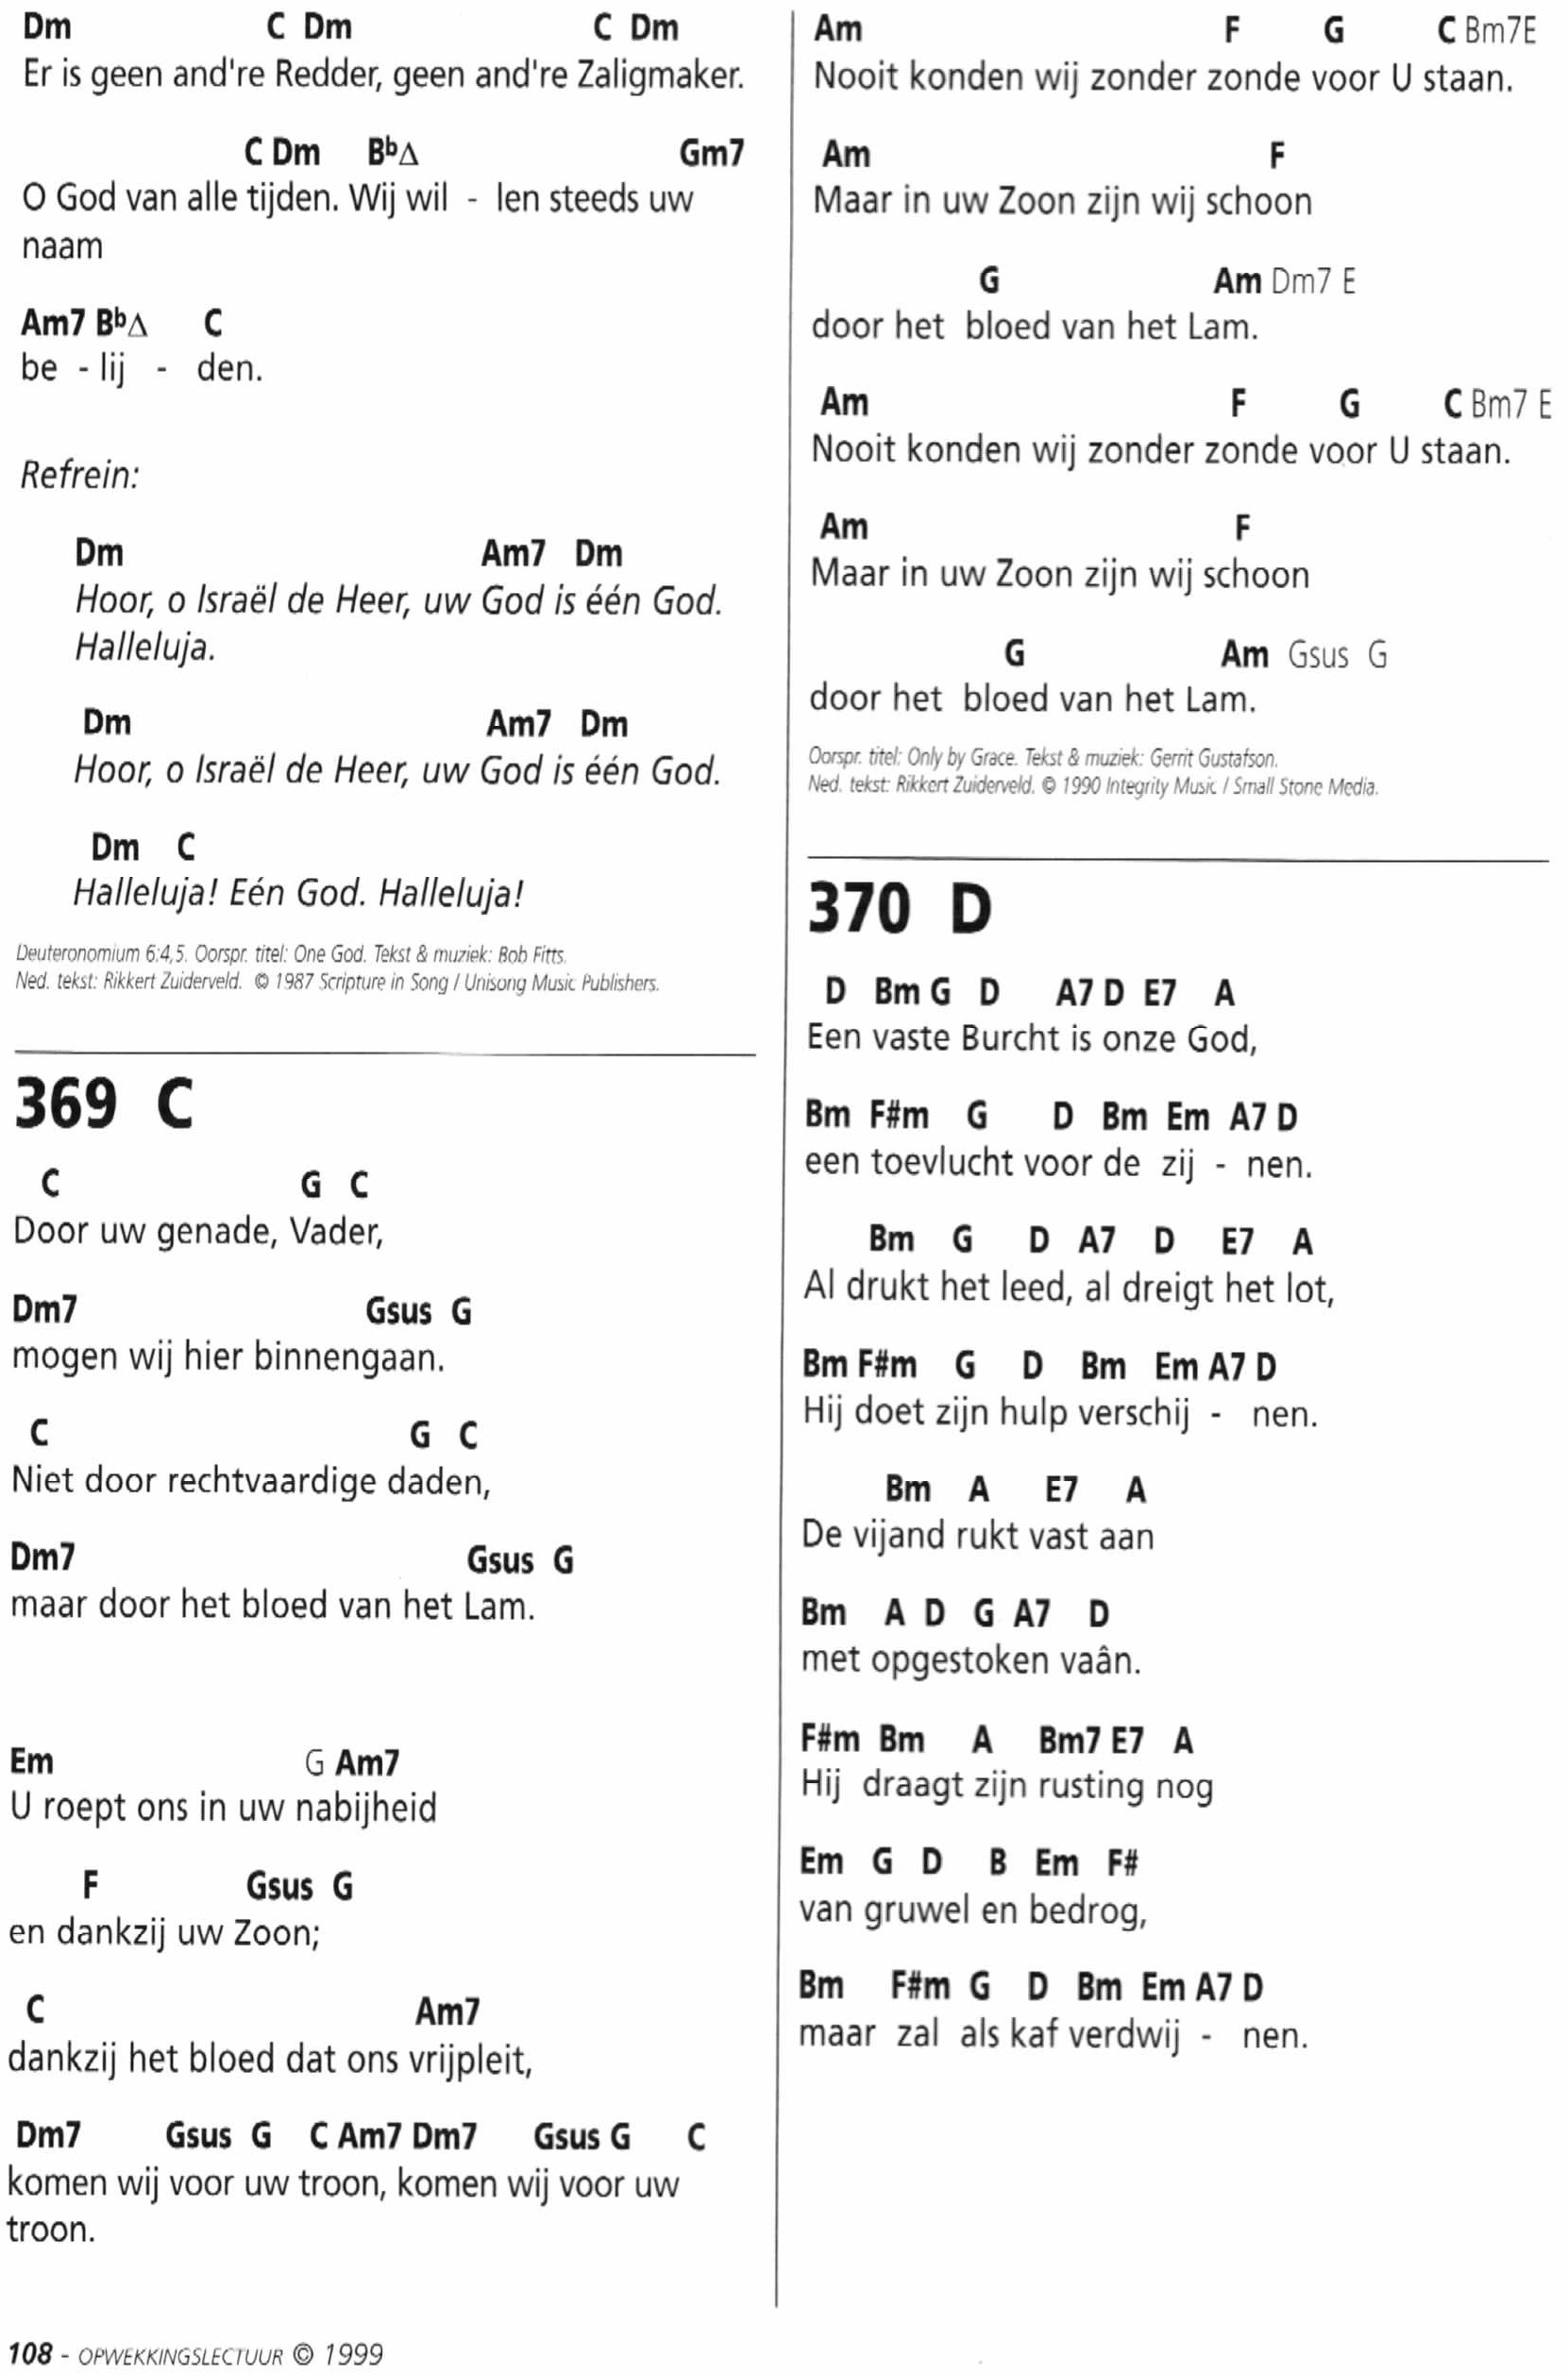 Dm C Dm C Dm
Er is geen and're Redder, geen and're Zaligmaker.
C Dm BbΔ Gm7
O God van alle tijden. Wij wil - len steeds uw
naam
Am7 BbΔ C
be - lij - den.
Refrein:
Dm Am7 Dm
Hoor, o Israël de Heer, uw God is één God.
Halleluja.
Dm Am7 Dm
Hoor, o Israël de Heer, uw God is één God.
Dm C
Halleluja! Eén God. Halleluja!
Deuteronomium 6:4,5. Oorspr. titel: One God. Tekst & muziek: Bob Fitts.
Ned. tekst: Rikkert Zuiderveld. © 1987 Scripture in Song / Unisong Music Publishers.
369 C
C G C
Door uw genade, Vader,
Dm7 Gsus G
mogen wij hier binnengaan.
C G C
Niet door rechtvaardige daden,
Dm7 Gsus G
maar door het bloed van het Lam.
Em G Am7
U roept ons in uw nabijheid
F Gsus G
en dankzij uw Zoon;
C Am7
dankzij het bloed dat ons vrijpleit,
Dm7 Gsus G C Am7 Dm7 Gsus G C
komen wij voor uw troon, komen wij voor uw
troon.
Am F G C Bm7E
Nooit konden wij zonder zonde voor U staan.
Am F
Maar in uw Zoon zijn wij schoon
G Am Dm7 E
door het bloed van het Lam.
Am F G C Bm7 E
Nooit konden wij zonder zonde voor U staan.
Am F
Maar in uw Zoon zijn wij schoon
G Am Gsus G
door het bloed van het Lam.
Oorspr. titel: Only by Grace. Tekst & muziek: Gerrit Gustafson.
Ned. tekst: Rikkert Zuiderveld. © 1990 Integrity Music / Small Stone Media.
370 D
D Bm G D A7 D E7 A
Een vaste Burcht is onze God,
Bm F#m G D Bm Em A7 D
een toevlucht voor de zij - nen.
Bm G D A7 D E7 A
Al drukt het leed, al dreigt het lot,
Bm F#m G D Bm Em A7 D
Hij doet zijn hulp verschij - nen.
Bm A E7 A
De vijand rukt vast aan
Bm A D G A7 D
met opgestoken vaân.
F#m Bm A Bm7 E7 A
Hij draagt zijn rusting nog
Em G D B Em F#
van gruwel en bedrog,
Bm F#m G D Bm Em A7 D
maar zal als kaf verdwij - nen.
108 - OPWEKKINGSLECTUUR © 1999